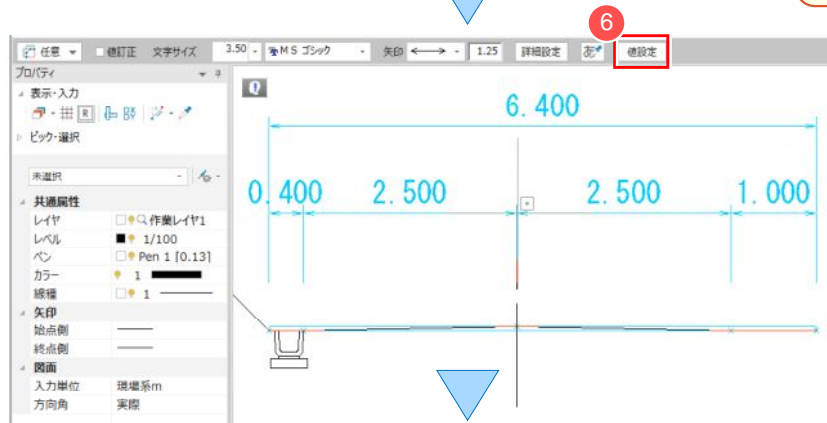 6
任意 値訂正 文字サイズ 3.50 MS ゴシック 矢印 1.25 詳細設定 あ 値設定
プロパティ
表示・入力
R
ピック・選択
未選択
共通属性
レイヤ 作業レイヤ1
レベル 1/100
ペン Pen 1 [0.13]
カラー 1
線種 1
矢印
始点側
終点側
図面
入力単位 現場系m
方向角 実際
Q
6.400
0.400 2.500 2.500 1.000